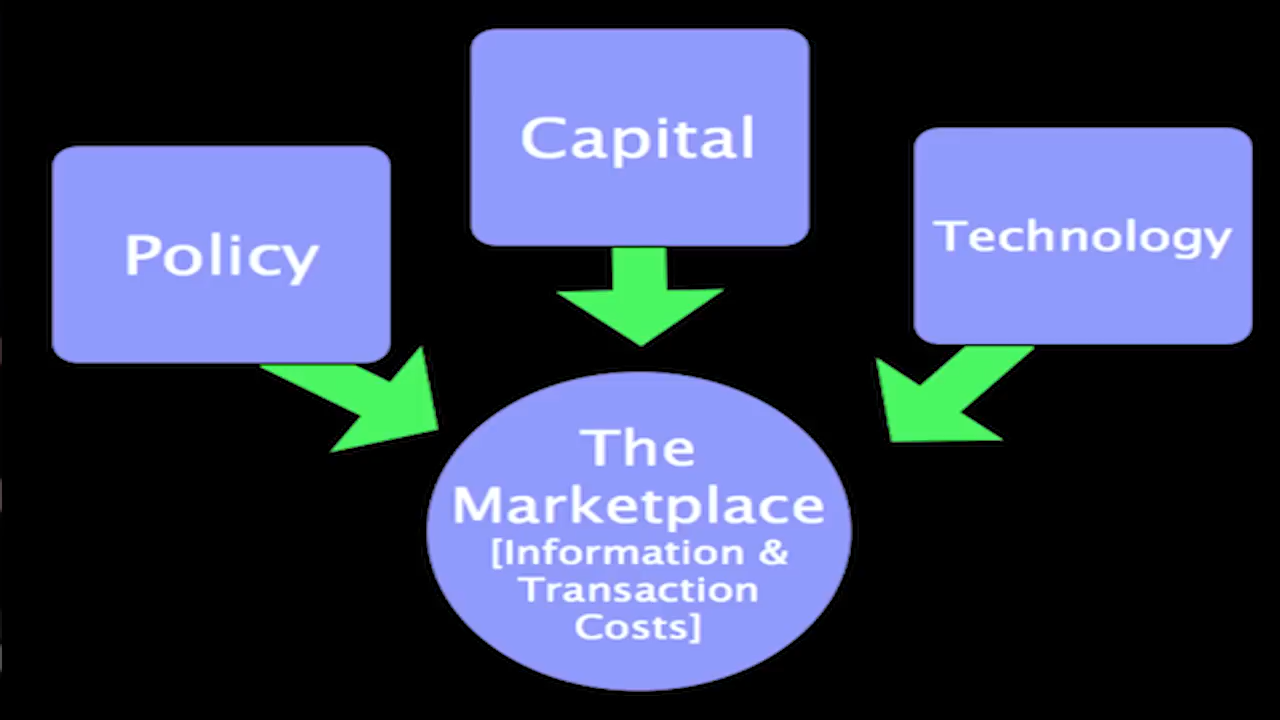 Capital
Policy
Technology
The
Marketplace
[Information &
Transaction
Costs]